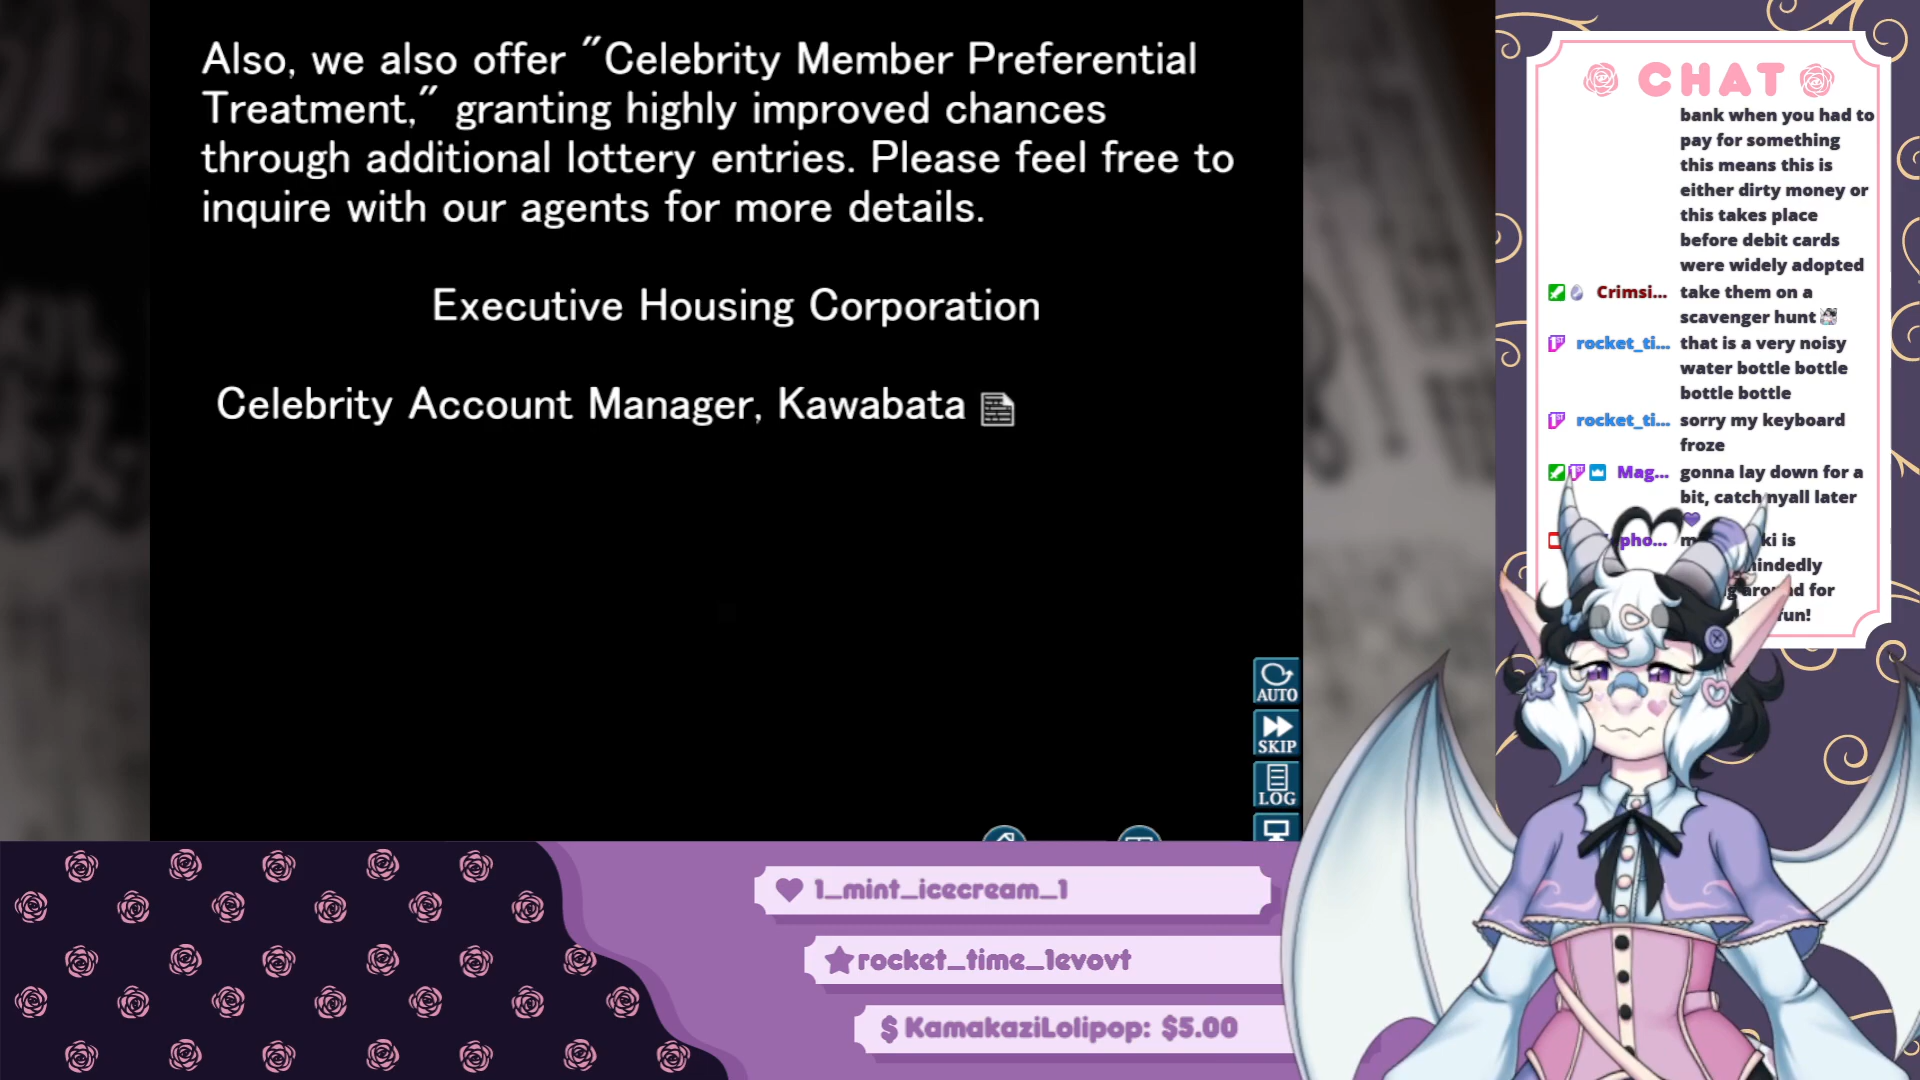 Also, we also offer "Celebrity Member Preferential
Treatment," granting highly improved chances
through additional lottery entries. Please feel free to
inquire with our agents for more details.
Executive Housing Corporation
Celebrity Account Manager, Kawabata
AUTO
SKIP
LOG
CHAT
bank when you had to
pay for something
this means this is
either dirty money or
this takes place
before debit cards
were widely adopted
Crimsi... take them on a
scavenger hunt
1ST rocket_ti... that is a very noisy
water bottle bottle
bottle bottle
1ST rocket_ti... sorry my keyboard
froze
1ST Mag... gonna lay down for a
bit, catch nyall later
is
for
fun!
1_mint_icecream_1
rocket_time_1evovt
$ KamakaziLolipop: $5.00